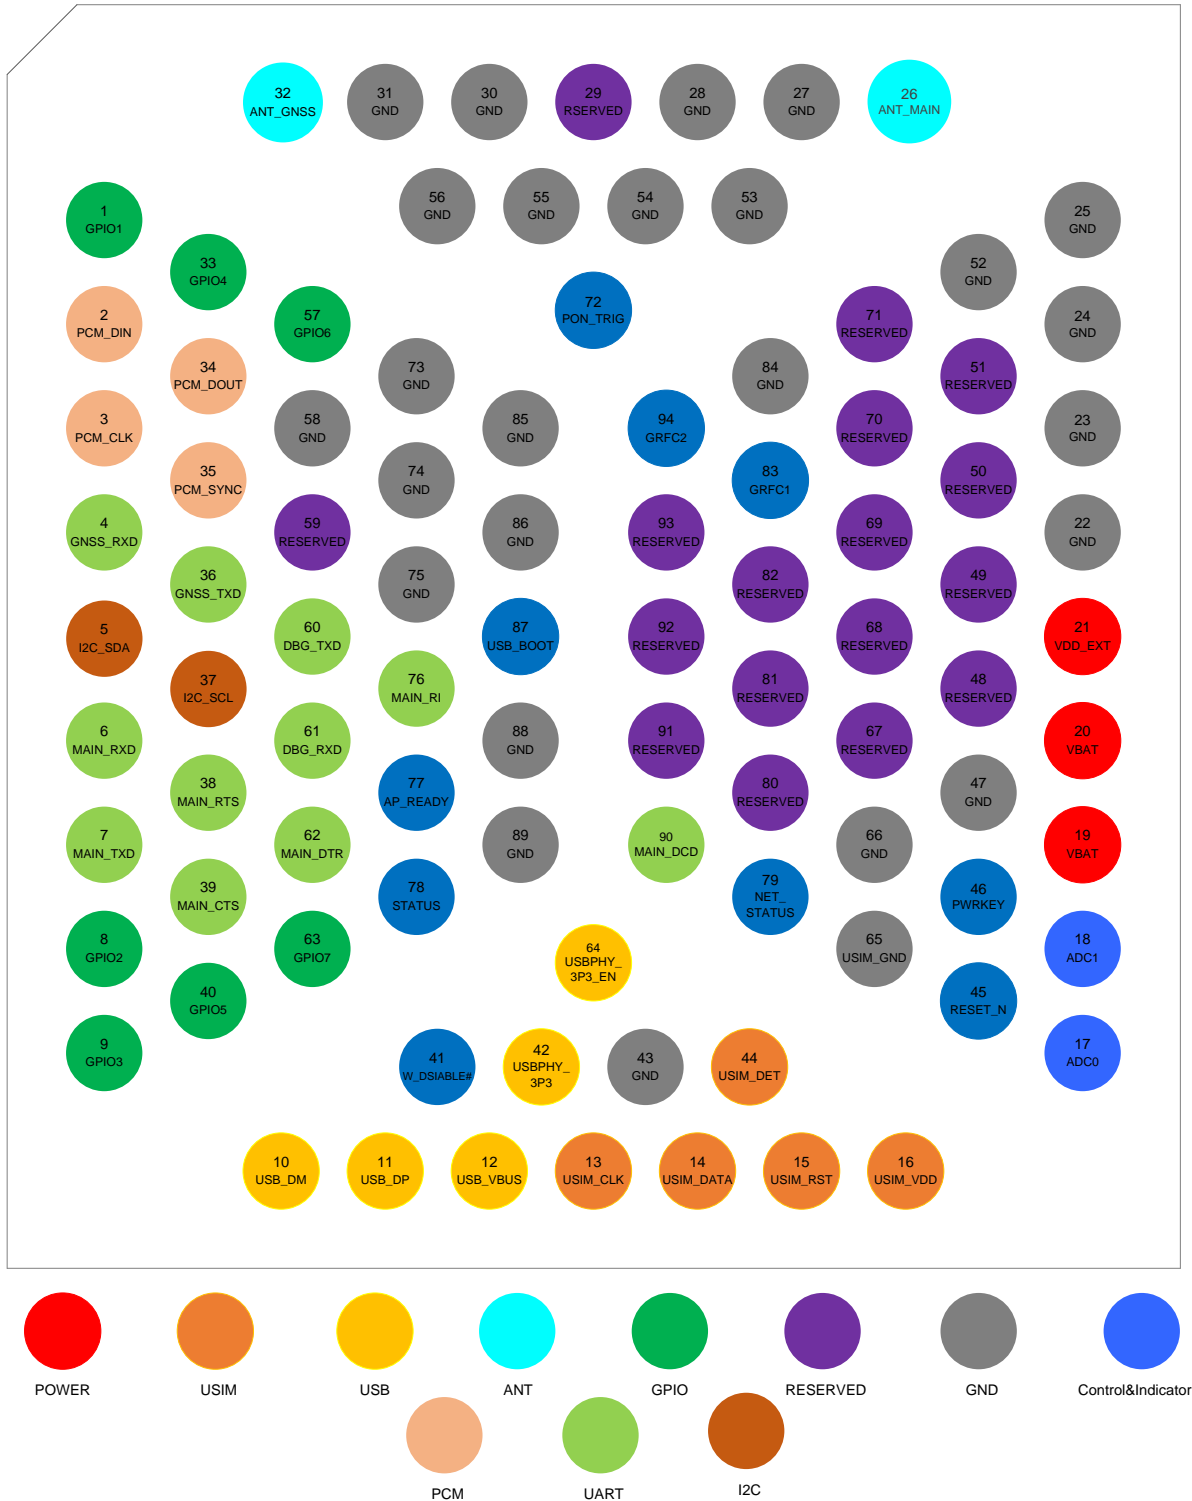 32
ANT_GNSS
31
GND
30
GND
29
RSERVED
28
GND
27
GND
26
ANT_MAIN
56
GND
55
GND
54
GND
53
GND
1
GPIO1
25
GND
33
GPIO4
52
GND
2
PCM_DIN
57
GPIO6
72
PON_TRIG
71
RESERVED
24
GND
34
PCM_DOUT
73
GND
84
GND
51
RESERVED
3
PCM_CLK
58
GND
85
GND
94
GRFC2
70
RESERVED
23
GND
35
PCM_SYNC
74
GND
83
GRFC1
50
RESERVED
4
GNSS_RXD
59
RESERVED
86
GND
93
RESERVED
69
RESERVED
22
GND
36
GNSS_TXD
75
GND
82
RESERVED
49
RESERVED
5
I2C_SDA
60
DBG_TXD
87
USB_BOOT
92
RESERVED
68
RESERVED
21
VDD_EXT
37
I2C_SCL
76
MAIN_RI
81
RESERVED
48
RESERVED
6
MAIN_RXD
61
DBG_RXD
88
GND
91
RESERVED
67
RESERVED
20
VBAT
38
MAIN_RTS
77
AP_READY
80
RESERVED
47
GND
7
MAIN_TXD
62
MAIN_DTR
89
GND
90
MAIN_DCD
66
GND
19
VBAT
39
MAIN_CTS
78
STATUS
79
NET_
STATUS
46
PWRKEY
8
GPIO2
63
GPIO7
64
USBPHY_
3P3_EN
65
USIM_GND
18
ADC1
40
GPIO5
45
RESET_N
9
GPIO3
41
W_DSIABLE#
42
USBPHY_
3P3
43
GND
44
USIM_DET
17
ADC0
10
USB_DM
11
USB_DP
12
USB_VBUS
13
USIM_CLK
14
USIM_DATA
15
USIM_RST
16
USIM_VDD
POWER
USIM
USB
ANT
GPIO
RESERVED
GND
Control&Indicator
PCM
UART
I2C